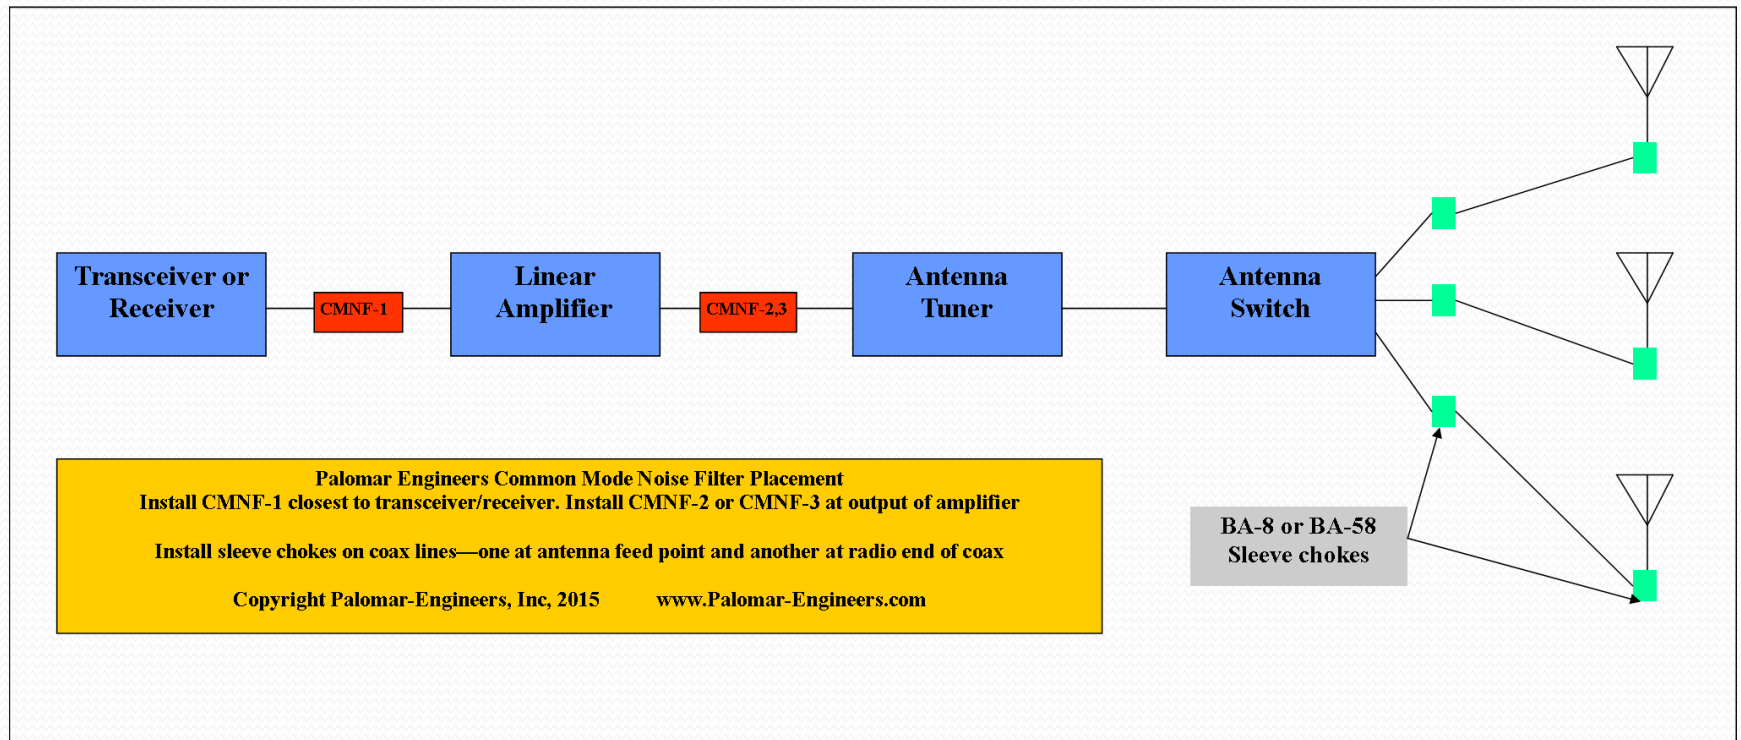 Transceiver or
Receiver
CMNF-1
Linear
Amplifier
CMNF-2,3
Antenna
Tuner
Antenna
Switch
Palomar Engineers Common Mode Noise Filter Placement
Install CMNF-1 closest to transceiver/receiver. Install CMNF-2 or CMNF-3 at output of amplifier
Install sleeve chokes on coax lines—one at antenna feed point and another at radio end of coax
Copyright Palomar-Engineers, Inc, 2015 www.Palomar-Engineers.com
BA-8 or BA-58
Sleeve chokes